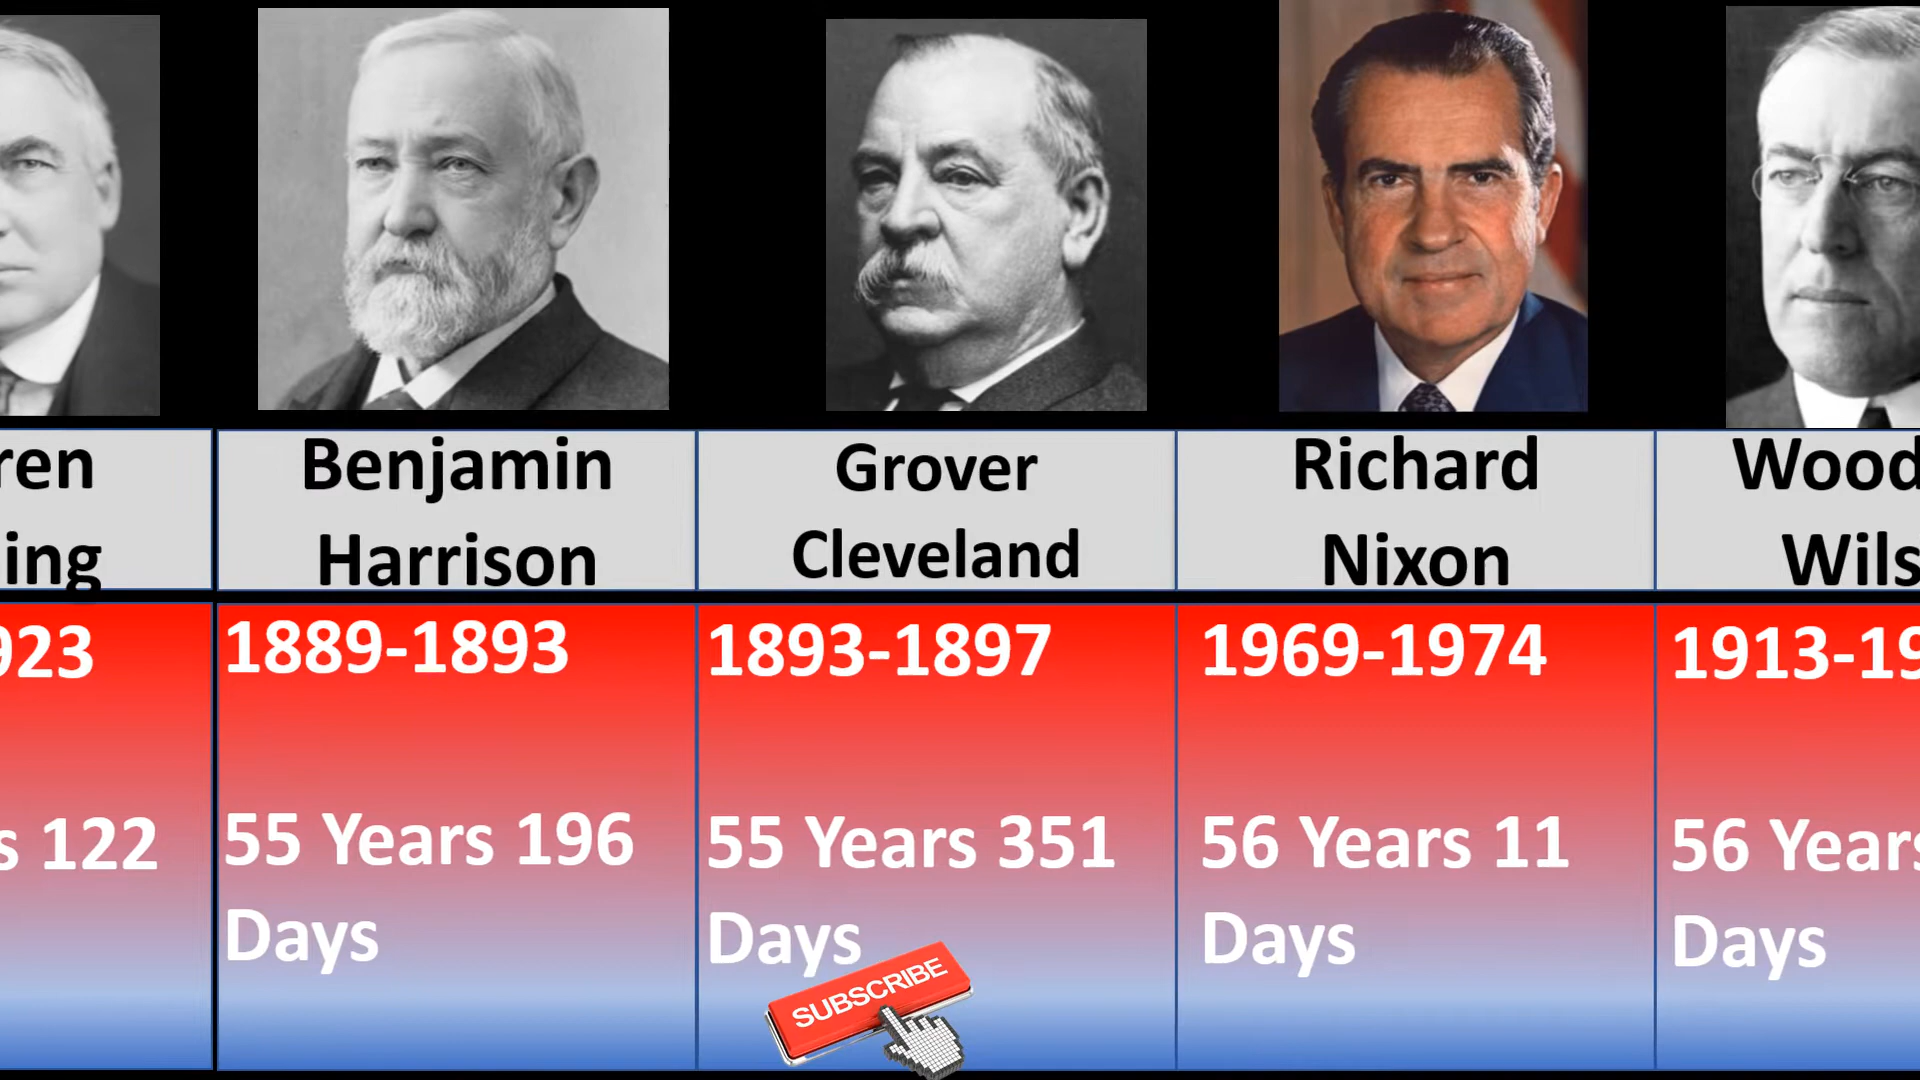 ren
ing
923
s 122
Benjamin
Harrison
1889-1893
55 Years 196
Days
Grover
Cleveland
1893-1897
55 Years 351
Days
SUBSCRIBE
Richard
Nixon
1969-1974
56 Years 11
Days
Wood
Wils
1913-19
56 Years
Days